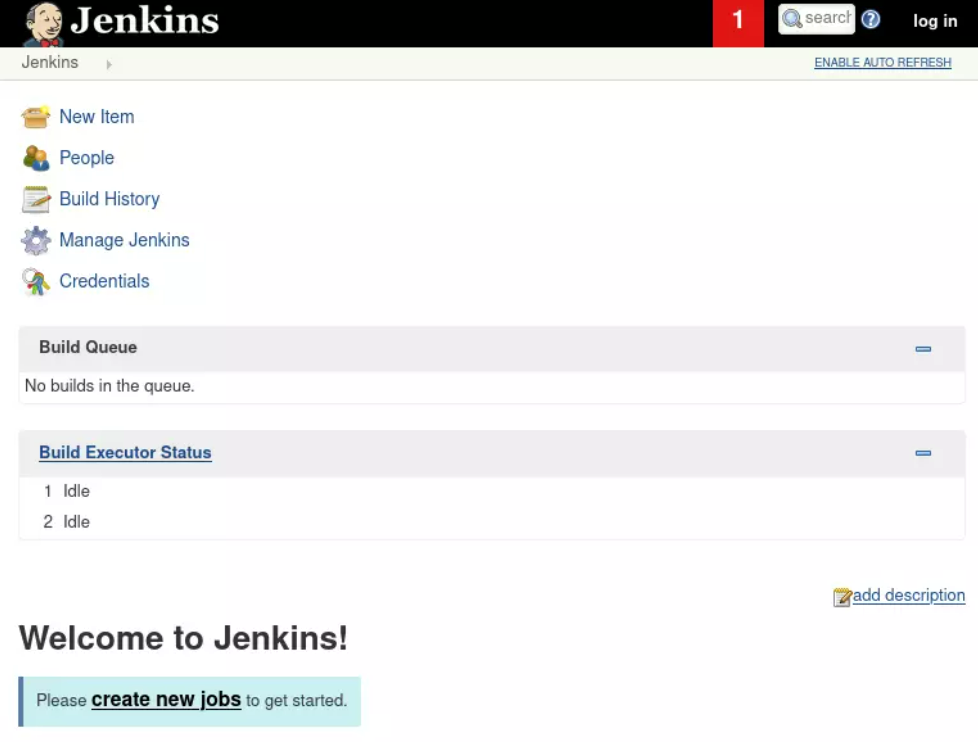 Jenkins
1
search
?
log in
Jenkins
ENABLE AUTO REFRESH
New Item
People
Build History
Manage Jenkins
Credentials
Build Queue
No builds in the queue.
Build Executor Status
1 Idle
2 Idle
add description
Welcome to Jenkins!
Please create new jobs to get started.